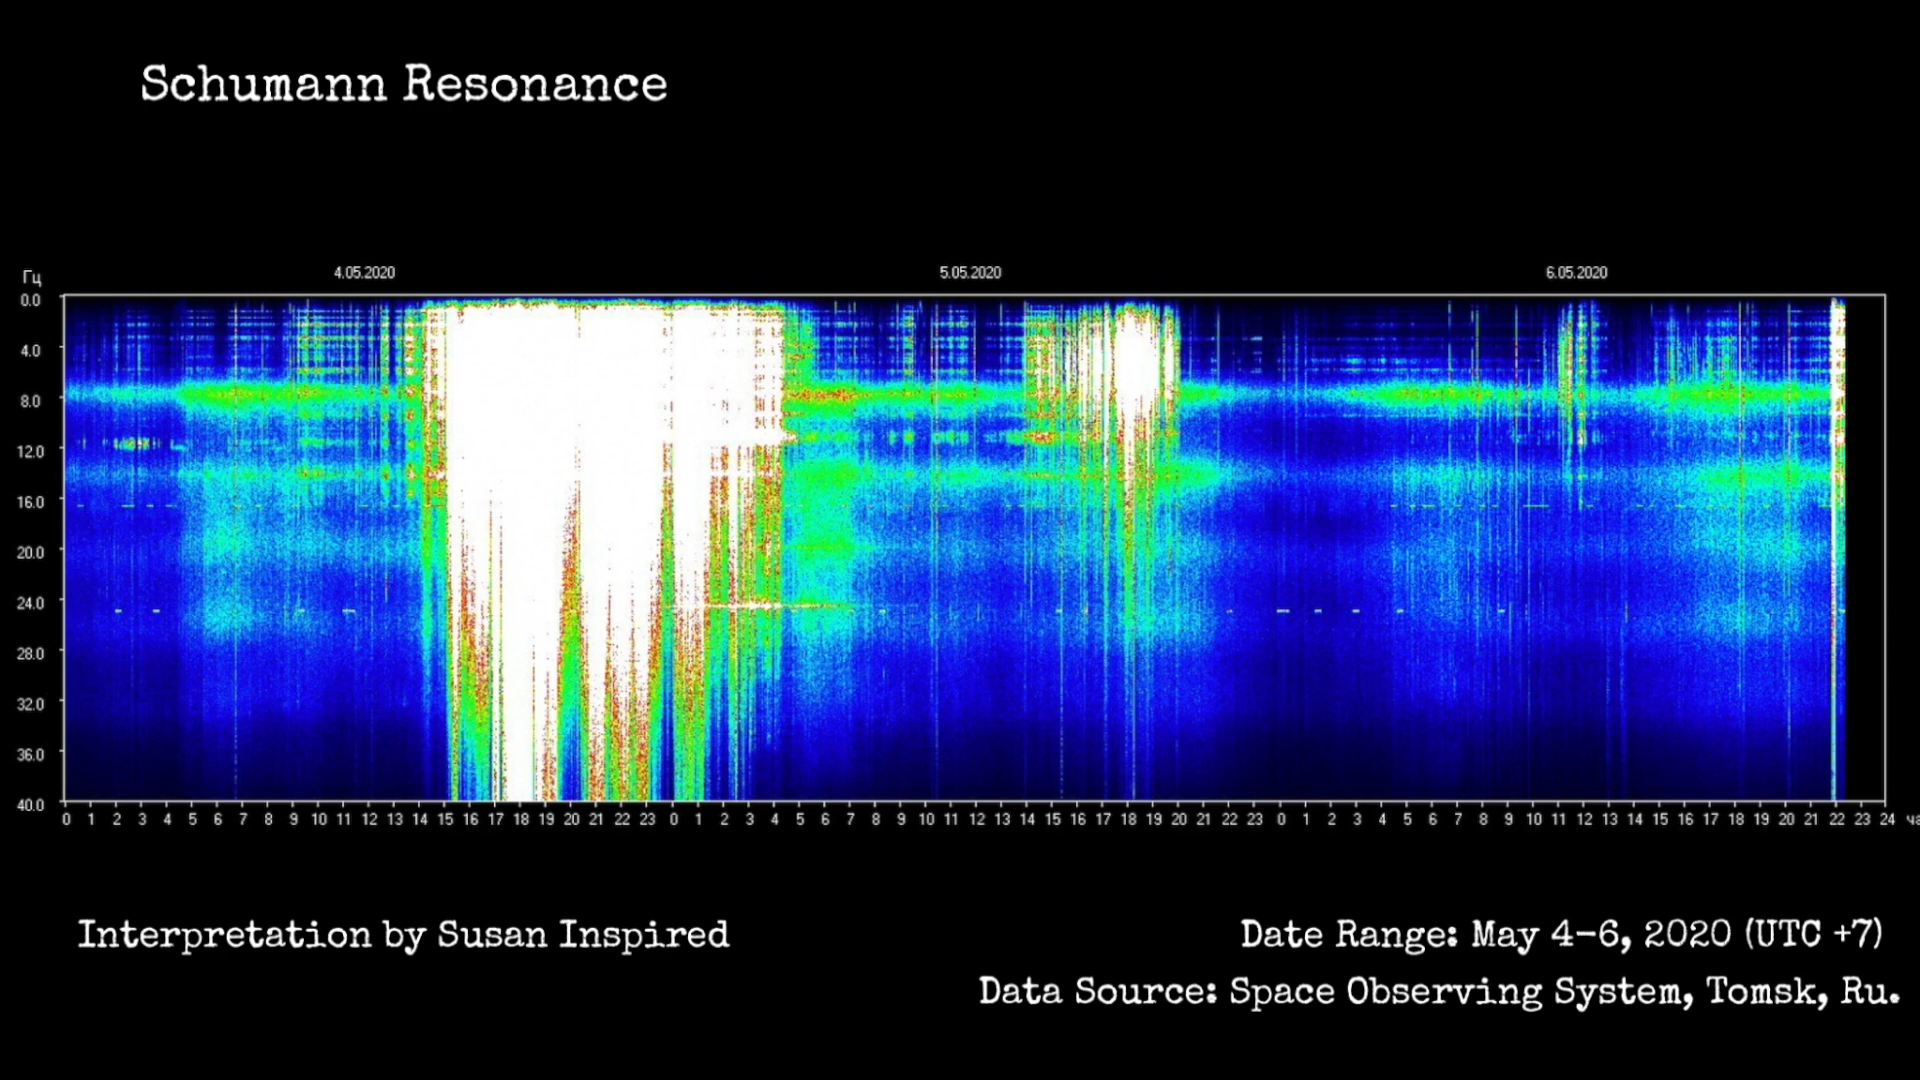 Schumann Resonance
4.05.2020 5.05.2020 6.05.2020
Гц
0.0
4.0
8.0
12.0
16.0
20.0
24.0
28.0
32.0
36.0
40.0
0 1 2 3 4 5 6 7 8 9 10 11 12 13 14 15 16 17 18 19 20 21 22 23 0 1 2 3 4 5 6 7 8 9 10 11 12 13 14 15 16 17 18 19 20 21 22 23 0 1 2 3 4 5 6 7 8 9 10 11 12 13 14 15 16 17 18 19 20 21 22 23 24
Interpretation by Susan Inspired
Date Range: May 4-6, 2020 (UTC +7)
Data Source: Space Observing System, Tomsk, Ru.